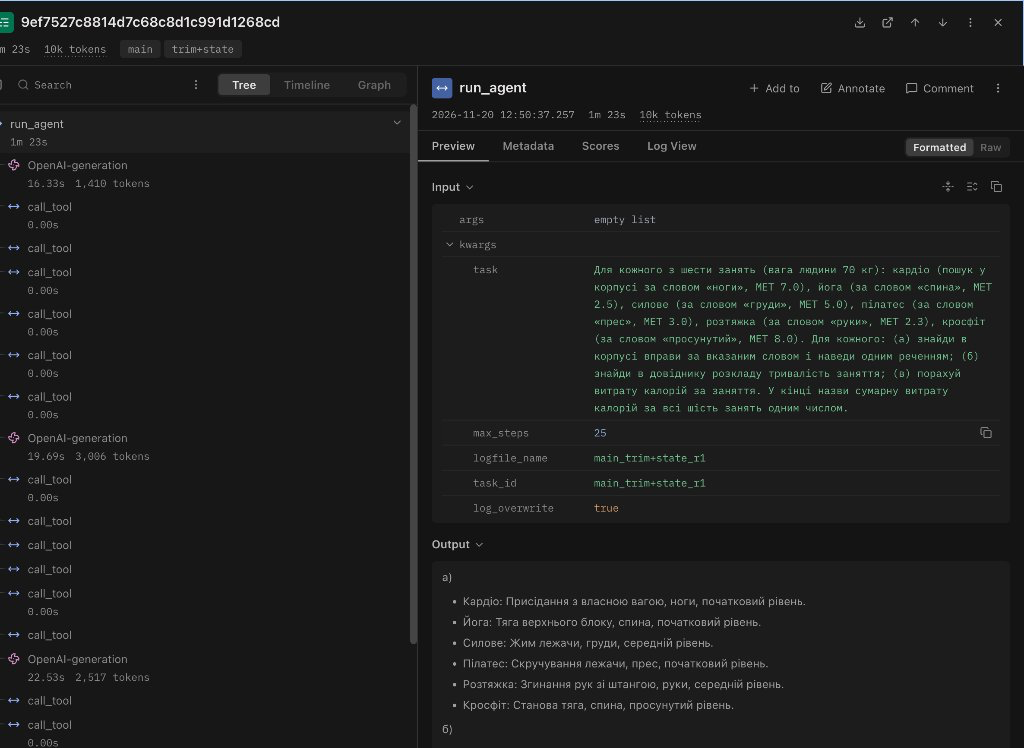 9ef7527c8814d7c68c8d1c991d1268cd
m 23s 10k tokens main trim+state
Search Tree Timeline Graph
run_agent
1m 23s
OpenAI-generation
16.33s 1,410 tokens
call_tool
0.00s
call_tool
call_tool
0.00s
call_tool
0.00s
call_tool
0.00s
call_tool
0.00s
OpenAI-generation
19.69s 3,006 tokens
call_tool
0.00s
call_tool
call_tool
call_tool
call_tool
0.00s
call_tool
OpenAI-generation
22.53s 2,517 tokens
call_tool
call_tool
0.00s
run_agent Add to Annotate Comment
2026-11-20 12:50:37.257 1m 23s 10k tokens
Preview Metadata Scores Log View Formatted Raw
Input
args empty list
kwargs
task Для кожного з шести занять (вага людини 70 кг): кардіо (пошук у
корпусі за словом «ноги», MET 7.0), йога (за словом «спина», MET
2.5), силове (за словом «груди», MET 5.0), пілатес (за словом
«прес», MET 3.0), розтяжка (за словом «руки», MET 2.3), кросфіт
(за словом «просунутий», MET 8.0). Для кожного: (а) знайди в
корпусі вправи за вказаним словом і наведи одним реченням; (б)
знайди в довіднику розкладу тривалість заняття; (в) порахуй
витрату калорій за заняття. У кінці назви сумарну витрату
калорій за всі шість занять одним числом.
max_steps 25
logfile_name main_trim+state_r1
task_id main_trim+state_r1
log_overwrite true
Output
а)
• Кардіо: Присідання з власною вагою, ноги, початковий рівень.
• Йога: Тяга верхнього блоку, спина, початковий рівень.
• Силове: Жим лежачи, груди, середній рівень.
• Пілатес: Скручування лежачи, прес, початковий рівень.
• Розтяжка: Згинання рук зі штангою, руки, середній рівень.
• Кросфіт: Станова тяга, спина, просунутий рівень.
б)